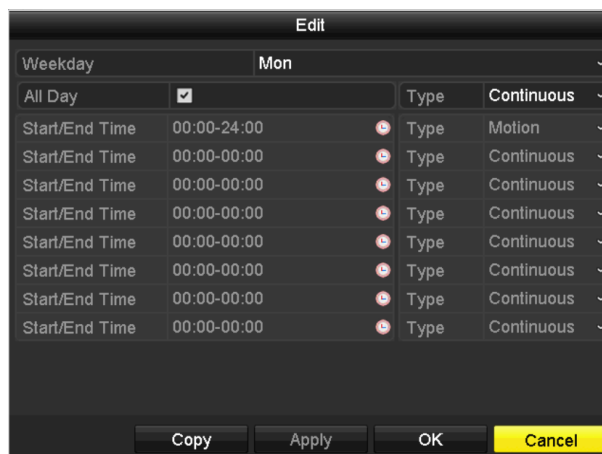 Edit
Weekday Mon
All Day Type Continuous
Start/End Time 00:00-24:00 Type Motion
Start/End Time 00:00-00:00 Type Continuous
Start/End Time 00:00-00:00 Type Continuous
Start/End Time 00:00-00:00 Type Continuous
Start/End Time 00:00-00:00 Type Continuous
Start/End Time 00:00-00:00 Type Continuous
Start/End Time 00:00-00:00 Type Continuous
Start/End Time 00:00-00:00 Type Continuous
Copy Apply OK Cancel